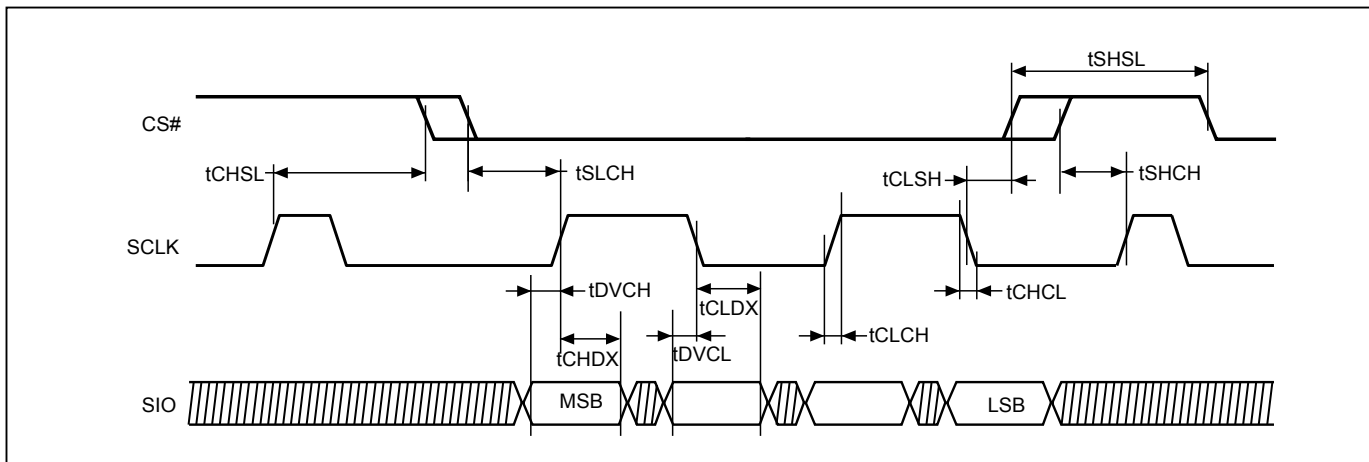 tSHSL
CS#
tCHSL
tSLCH
tCLSH
tSHCH
SCLK
tDVCH
tCLDX
tCHCL
tCHDX
tDVCL
tCLCH
SIO
MSB
LSB